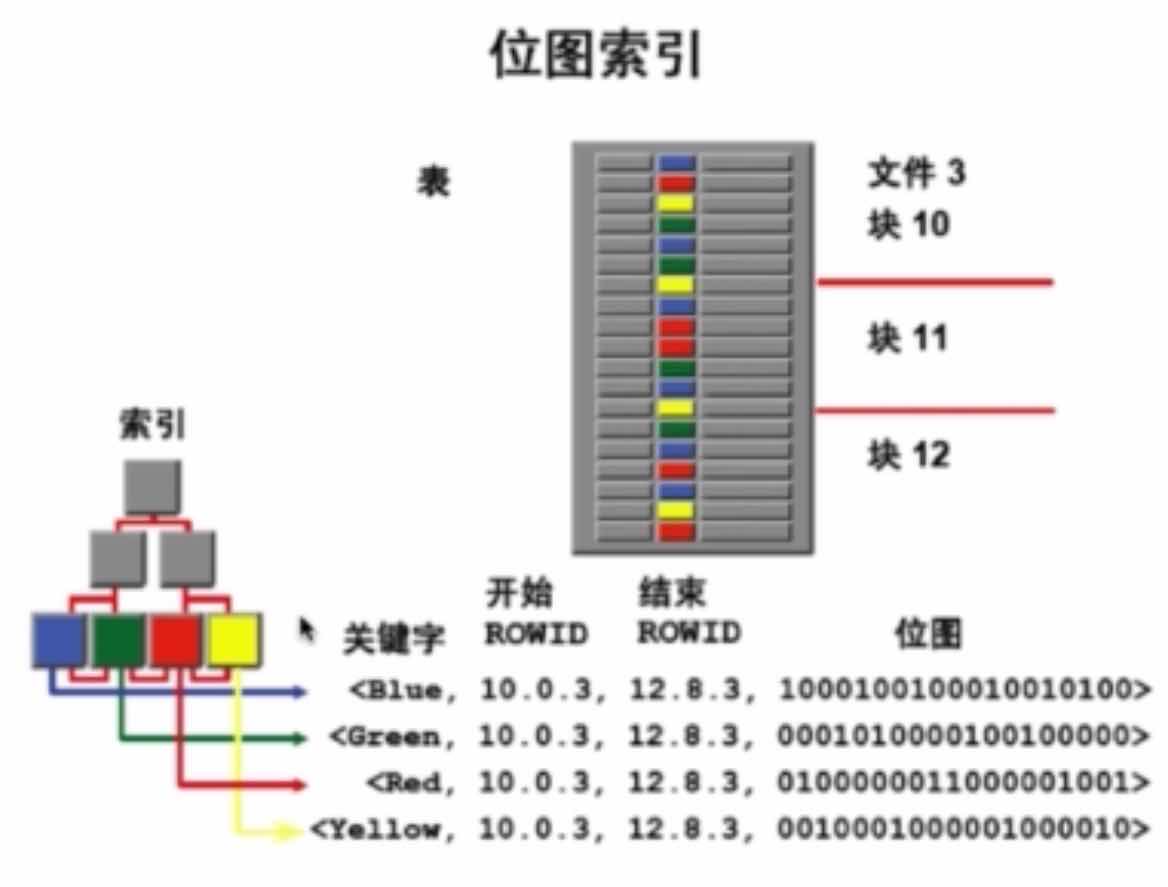 位图索引
表
文件 3
块 10
块 11
块 12
索引
开始 结束
关键字 ROWID ROWID 位图
<Blue, 10.0.3, 12.8.3, 1000100100010010100>
<Green, 10.0.3, 12.8.3, 0001010000100100000>
<Red, 10.0.3, 12.8.3, 0100000011000001001>
<Yellow, 10.0.3, 12.8.3, 0010001000001000010>